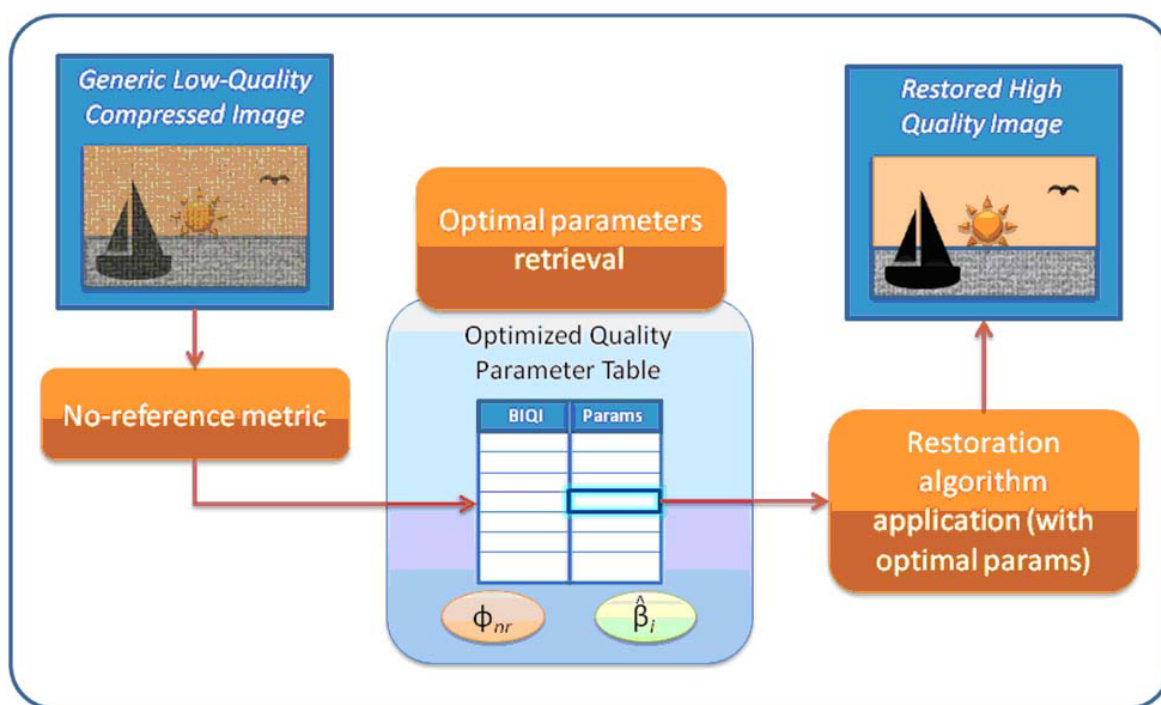 Generic Low-Quality
Compressed Image
Restored High
Quality Image
Optimal parameters
retrieval
Optimized Quality
Parameter Table
BIQI Params
No-reference metric
Restoration
algorithm
application (with
optimal params)
ϕnr
β̂i